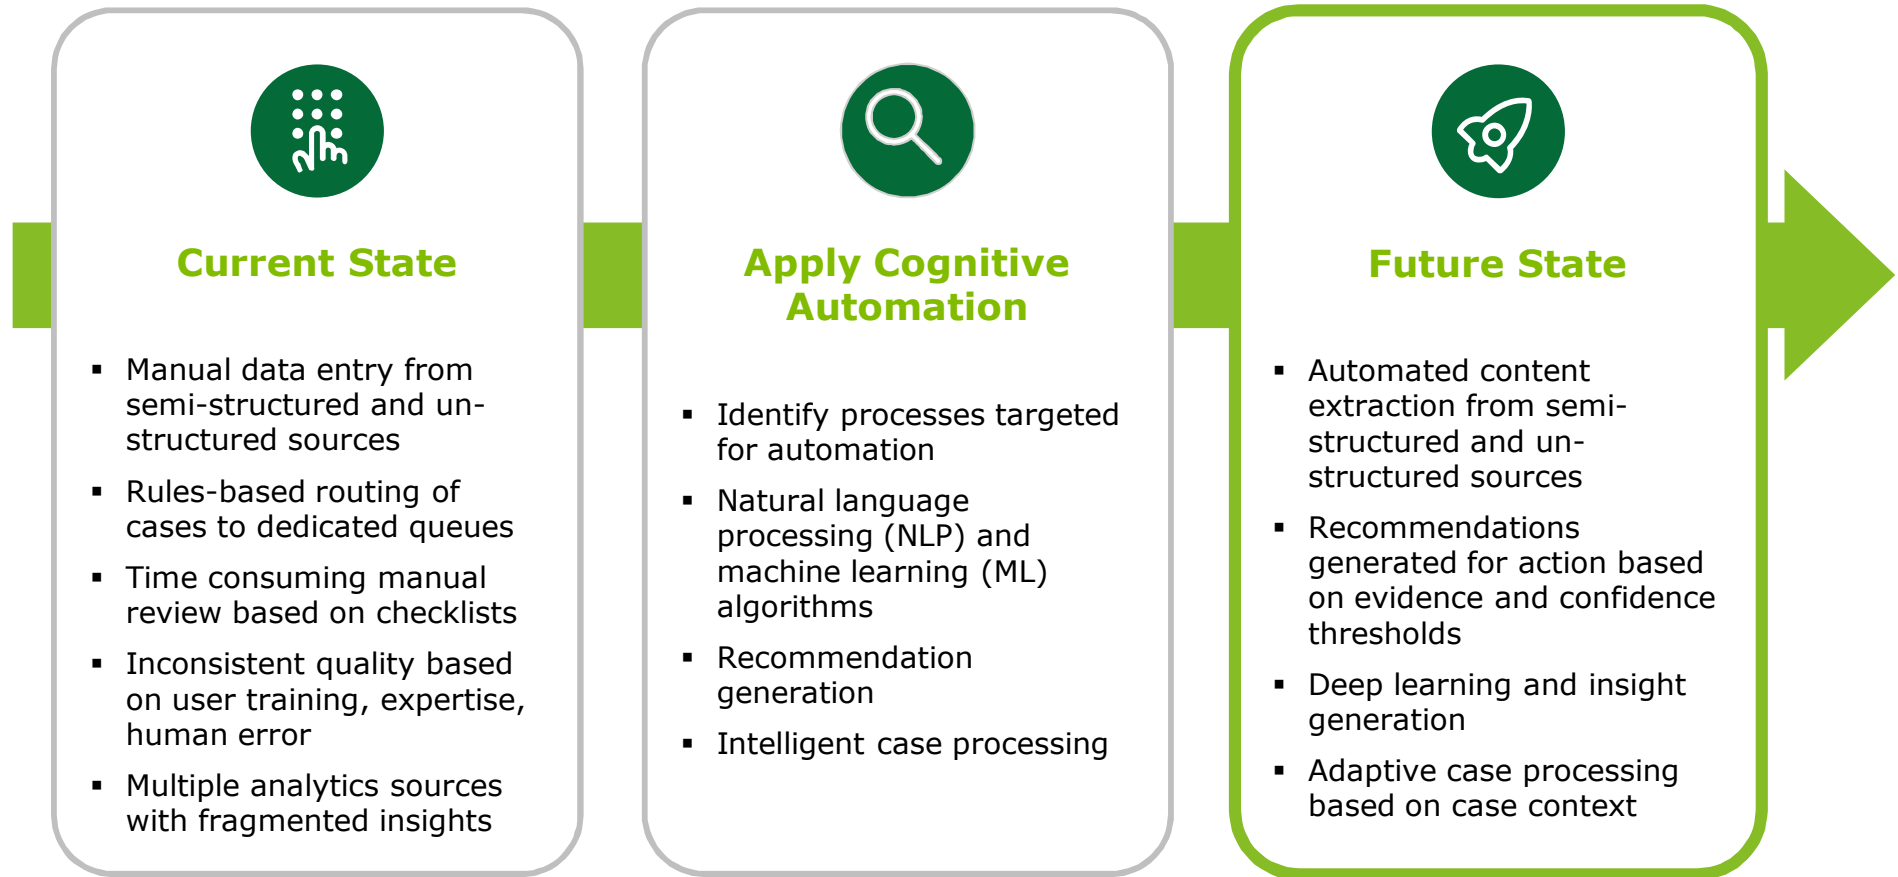 Current State
▪ Manual data entry from
semi-structured and un-
structured sources
▪ Rules-based routing of
cases to dedicated queues
▪ Time consuming manual
review based on checklists
▪ Inconsistent quality based
on user training, expertise,
human error
▪ Multiple analytics sources
with fragmented insights
Apply Cognitive
Automation
▪ Identify processes targeted
for automation
▪ Natural language
processing (NLP) and
machine learning (ML)
algorithms
▪ Recommendation
generation
▪ Intelligent case processing
Future State
▪ Automated content
extraction from semi-
structured and un-
structured sources
▪ Recommendations
generated for action based
on evidence and confidence
thresholds
▪ Deep learning and insight
generation
▪ Adaptive case processing
based on case context